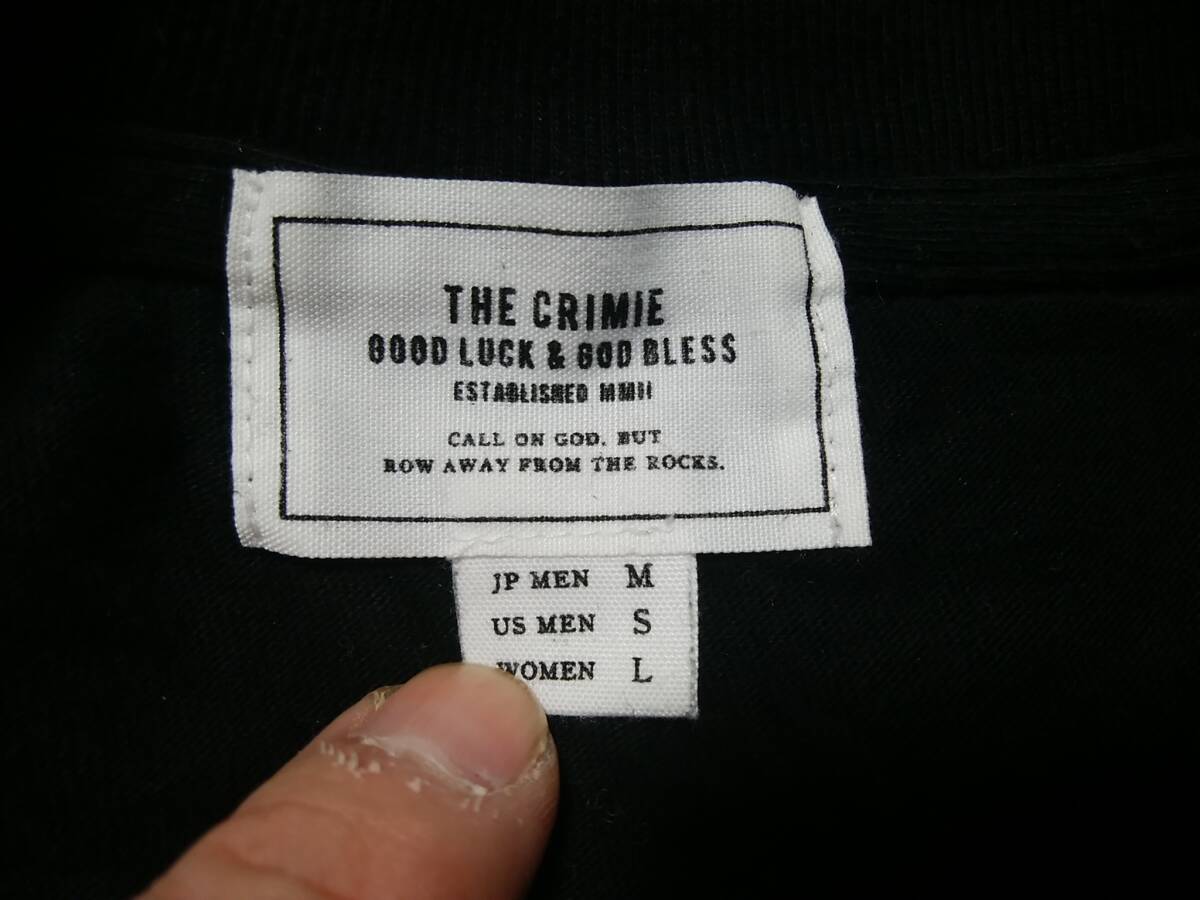 THE CRIMIE
GOOD LUCK & GOD BLESS
ESTABLISHED MMII
CALL ON GOD, BUT
ROW AWAY FROM THE ROCKS.
JP MEN M
US MEN S
WOMEN L